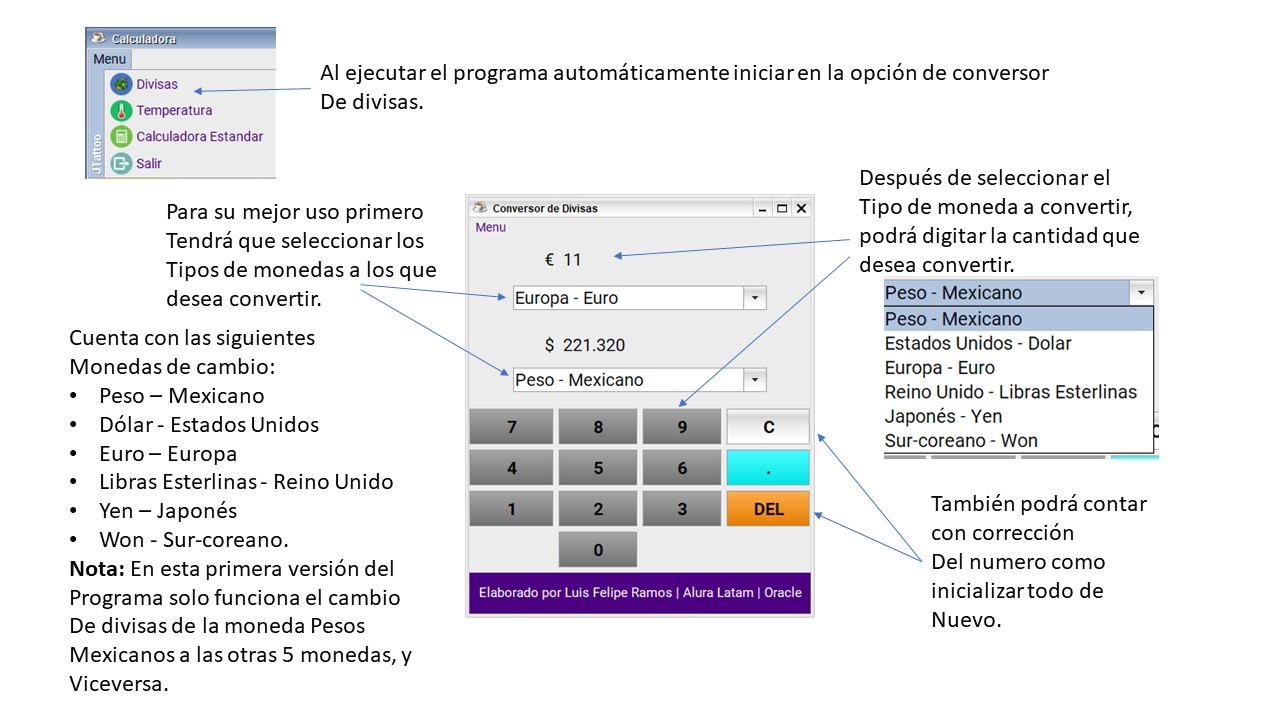 Calculadora
Menu
Divisas
Temperatura
Calculadora Estandar
Salir
JTattoo
Al ejecutar el programa automáticamente iniciar en la opción de conversor
De divisas.
Para su mejor uso primero
Tendrá que seleccionar los
Tipos de monedas a los que
desea convertir.
Cuenta con las siguientes
Monedas de cambio:
• Peso – Mexicano
• Dólar - Estados Unidos
• Euro – Europa
• Libras Esterlinas - Reino Unido
• Yen – Japonés
• Won - Sur-coreano.
Nota: En esta primera versión del
Programa solo funciona el cambio
De divisas de la moneda Pesos
Mexicanos a las otras 5 monedas, y
Viceversa.
Conversor de Divisas
Menu
€ 11
Europa - Euro
$ 221.320
Peso - Mexicano
7 8 9 C
4 5 6 .
1 2 3 DEL
0
Elaborado por Luis Felipe Ramos | Alura Latam | Oracle
Después de seleccionar el
Tipo de moneda a convertir,
podrá digitar la cantidad que
desea convertir.
Peso - Mexicano
Peso - Mexicano
Estados Unidos - Dolar
Europa - Euro
Reino Unido - Libras Esterlinas
Japonés - Yen
Sur-coreano - Won
También podrá contar
con corrección
Del numero como
inicializar todo de
Nuevo.